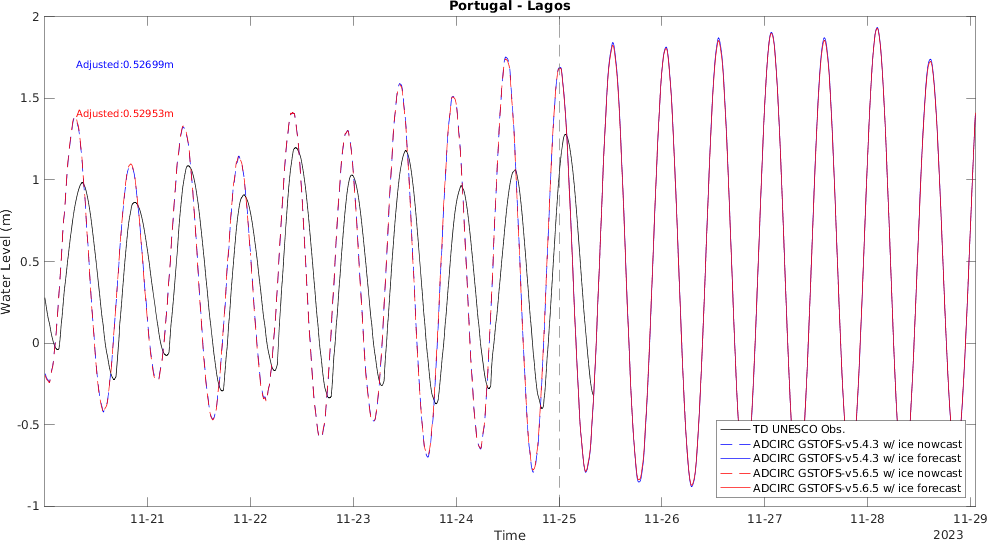 Portugal - Lagos
2
1.5
1
0.5
0
-0.5
-1
Water Level (m)
Adjusted:0.52699m
Adjusted:0.52953m
TD UNESCO Obs.
ADCIRC GSTOFS-v5.4.3 w/ ice nowcast
ADCIRC GSTOFS-v5.4.3 w/ ice forecast
ADCIRC GSTOFS-v5.6.5 w/ ice nowcast
ADCIRC GSTOFS-v5.6.5 w/ ice forecast
11-21 11-22 11-23 11-24 11-25 11-26 11-27 11-28 11-29
Time
2023